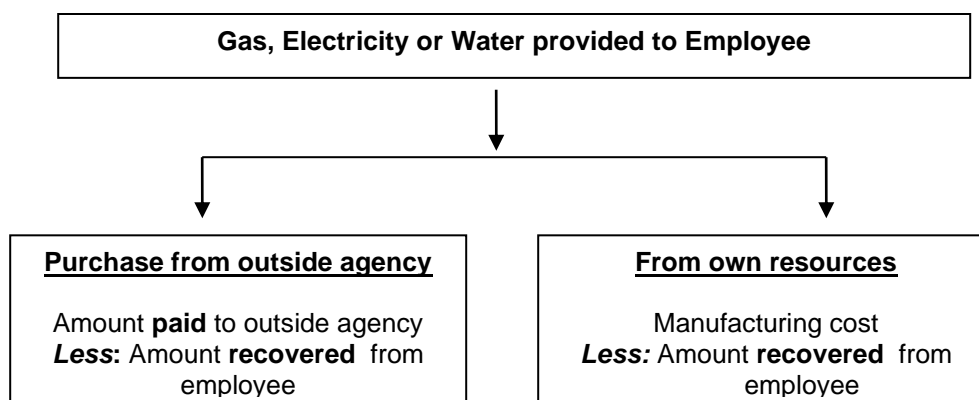 Gas, Electricity or Water provided to Employee
Purchase from outside agency
Amount paid to outside agency
Less: Amount recovered from
employee
From own resources
Manufacturing cost
Less: Amount recovered from
employee